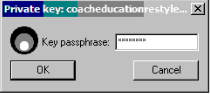 Private key: coacheducationrestyle...
Key passphrase: ********
OK
Cancel